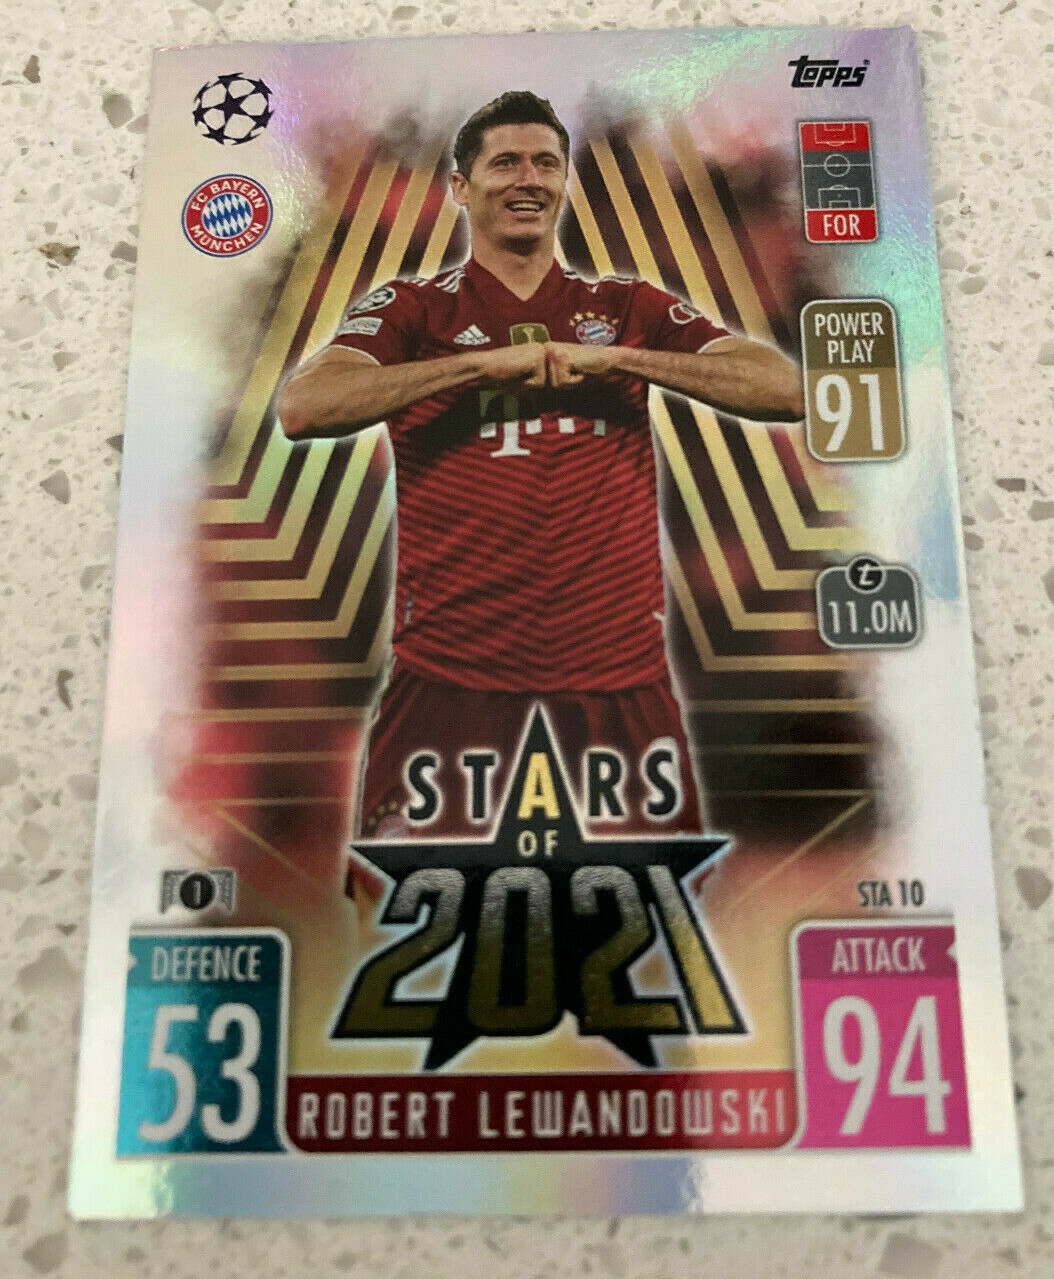 TOPPS
FC BAYERN
MÜNCHEN
FOR
POWER
PLAY
91
t
11.0M
adidas
T
STARS
OF
2021
1
STA 10
DEFENCE
53
ATTACK
94
ROBERT LEWANDOWSKI